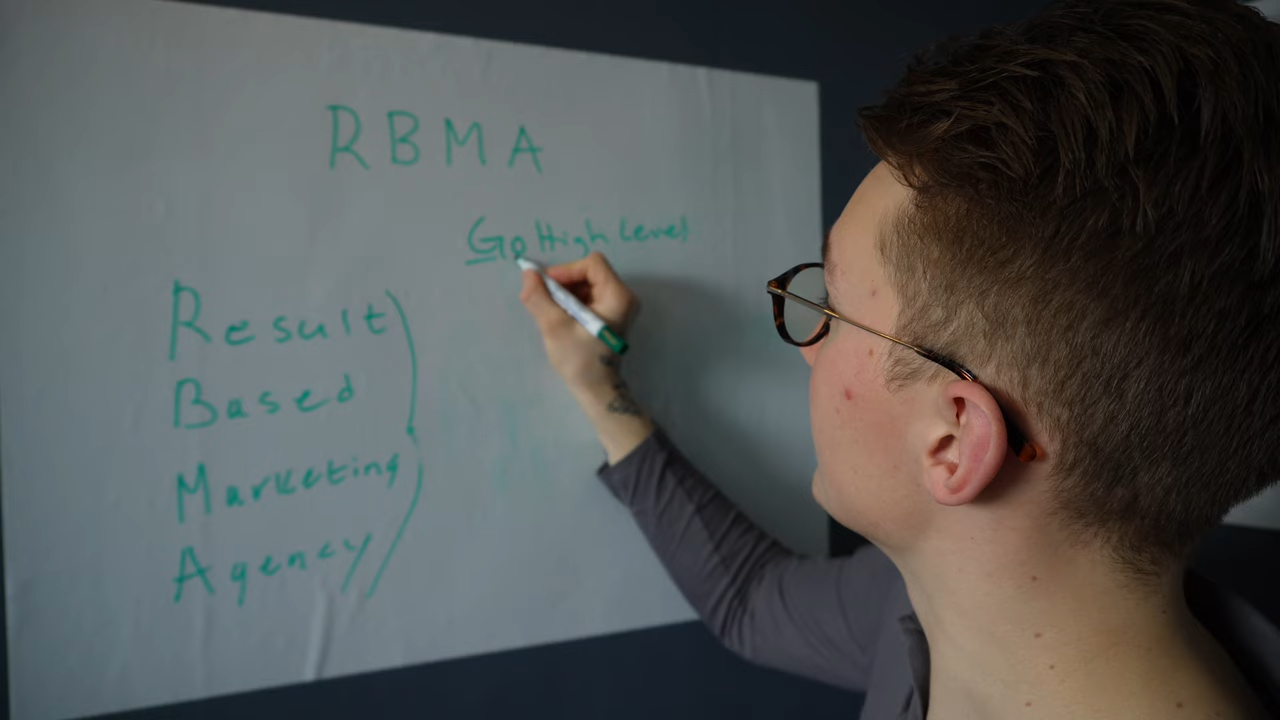 RBMA
Go High Level
Result
Based
Marketing
Agency